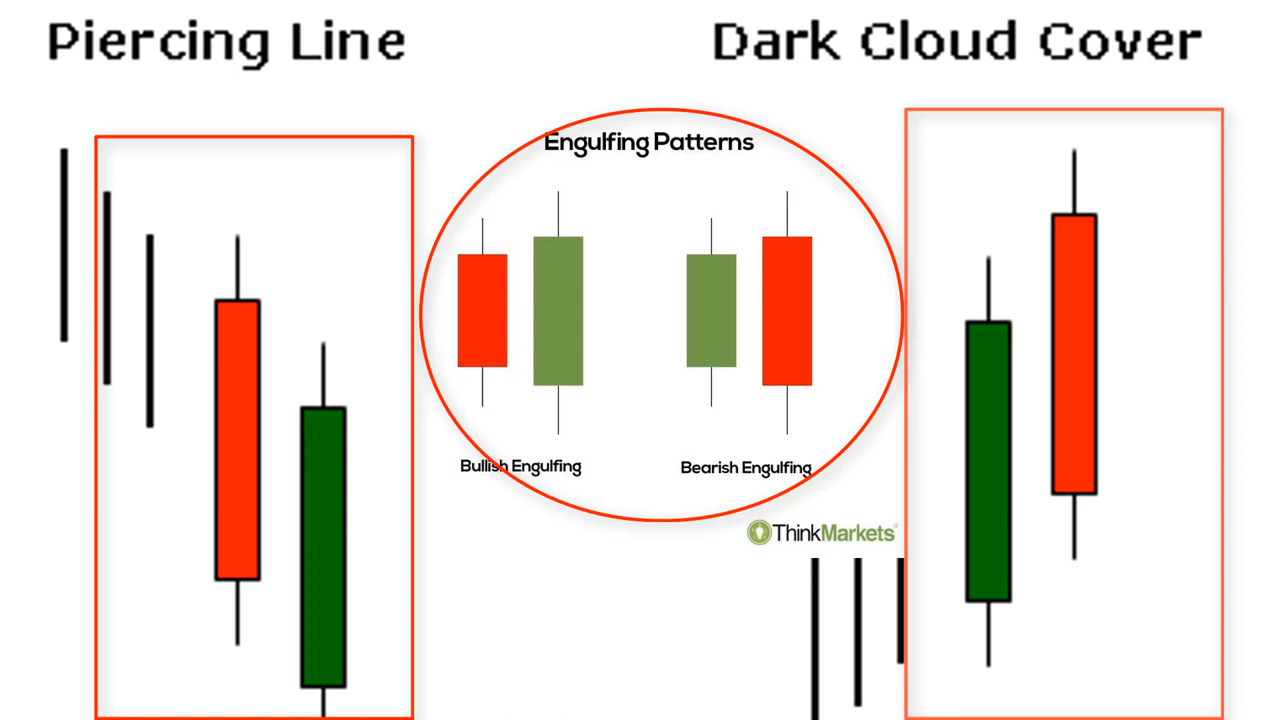 Piercing Line
Dark Cloud Cover
Engulfing Patterns
Bullish Engulfing
Bearish Engulfing
ThinkMarkets